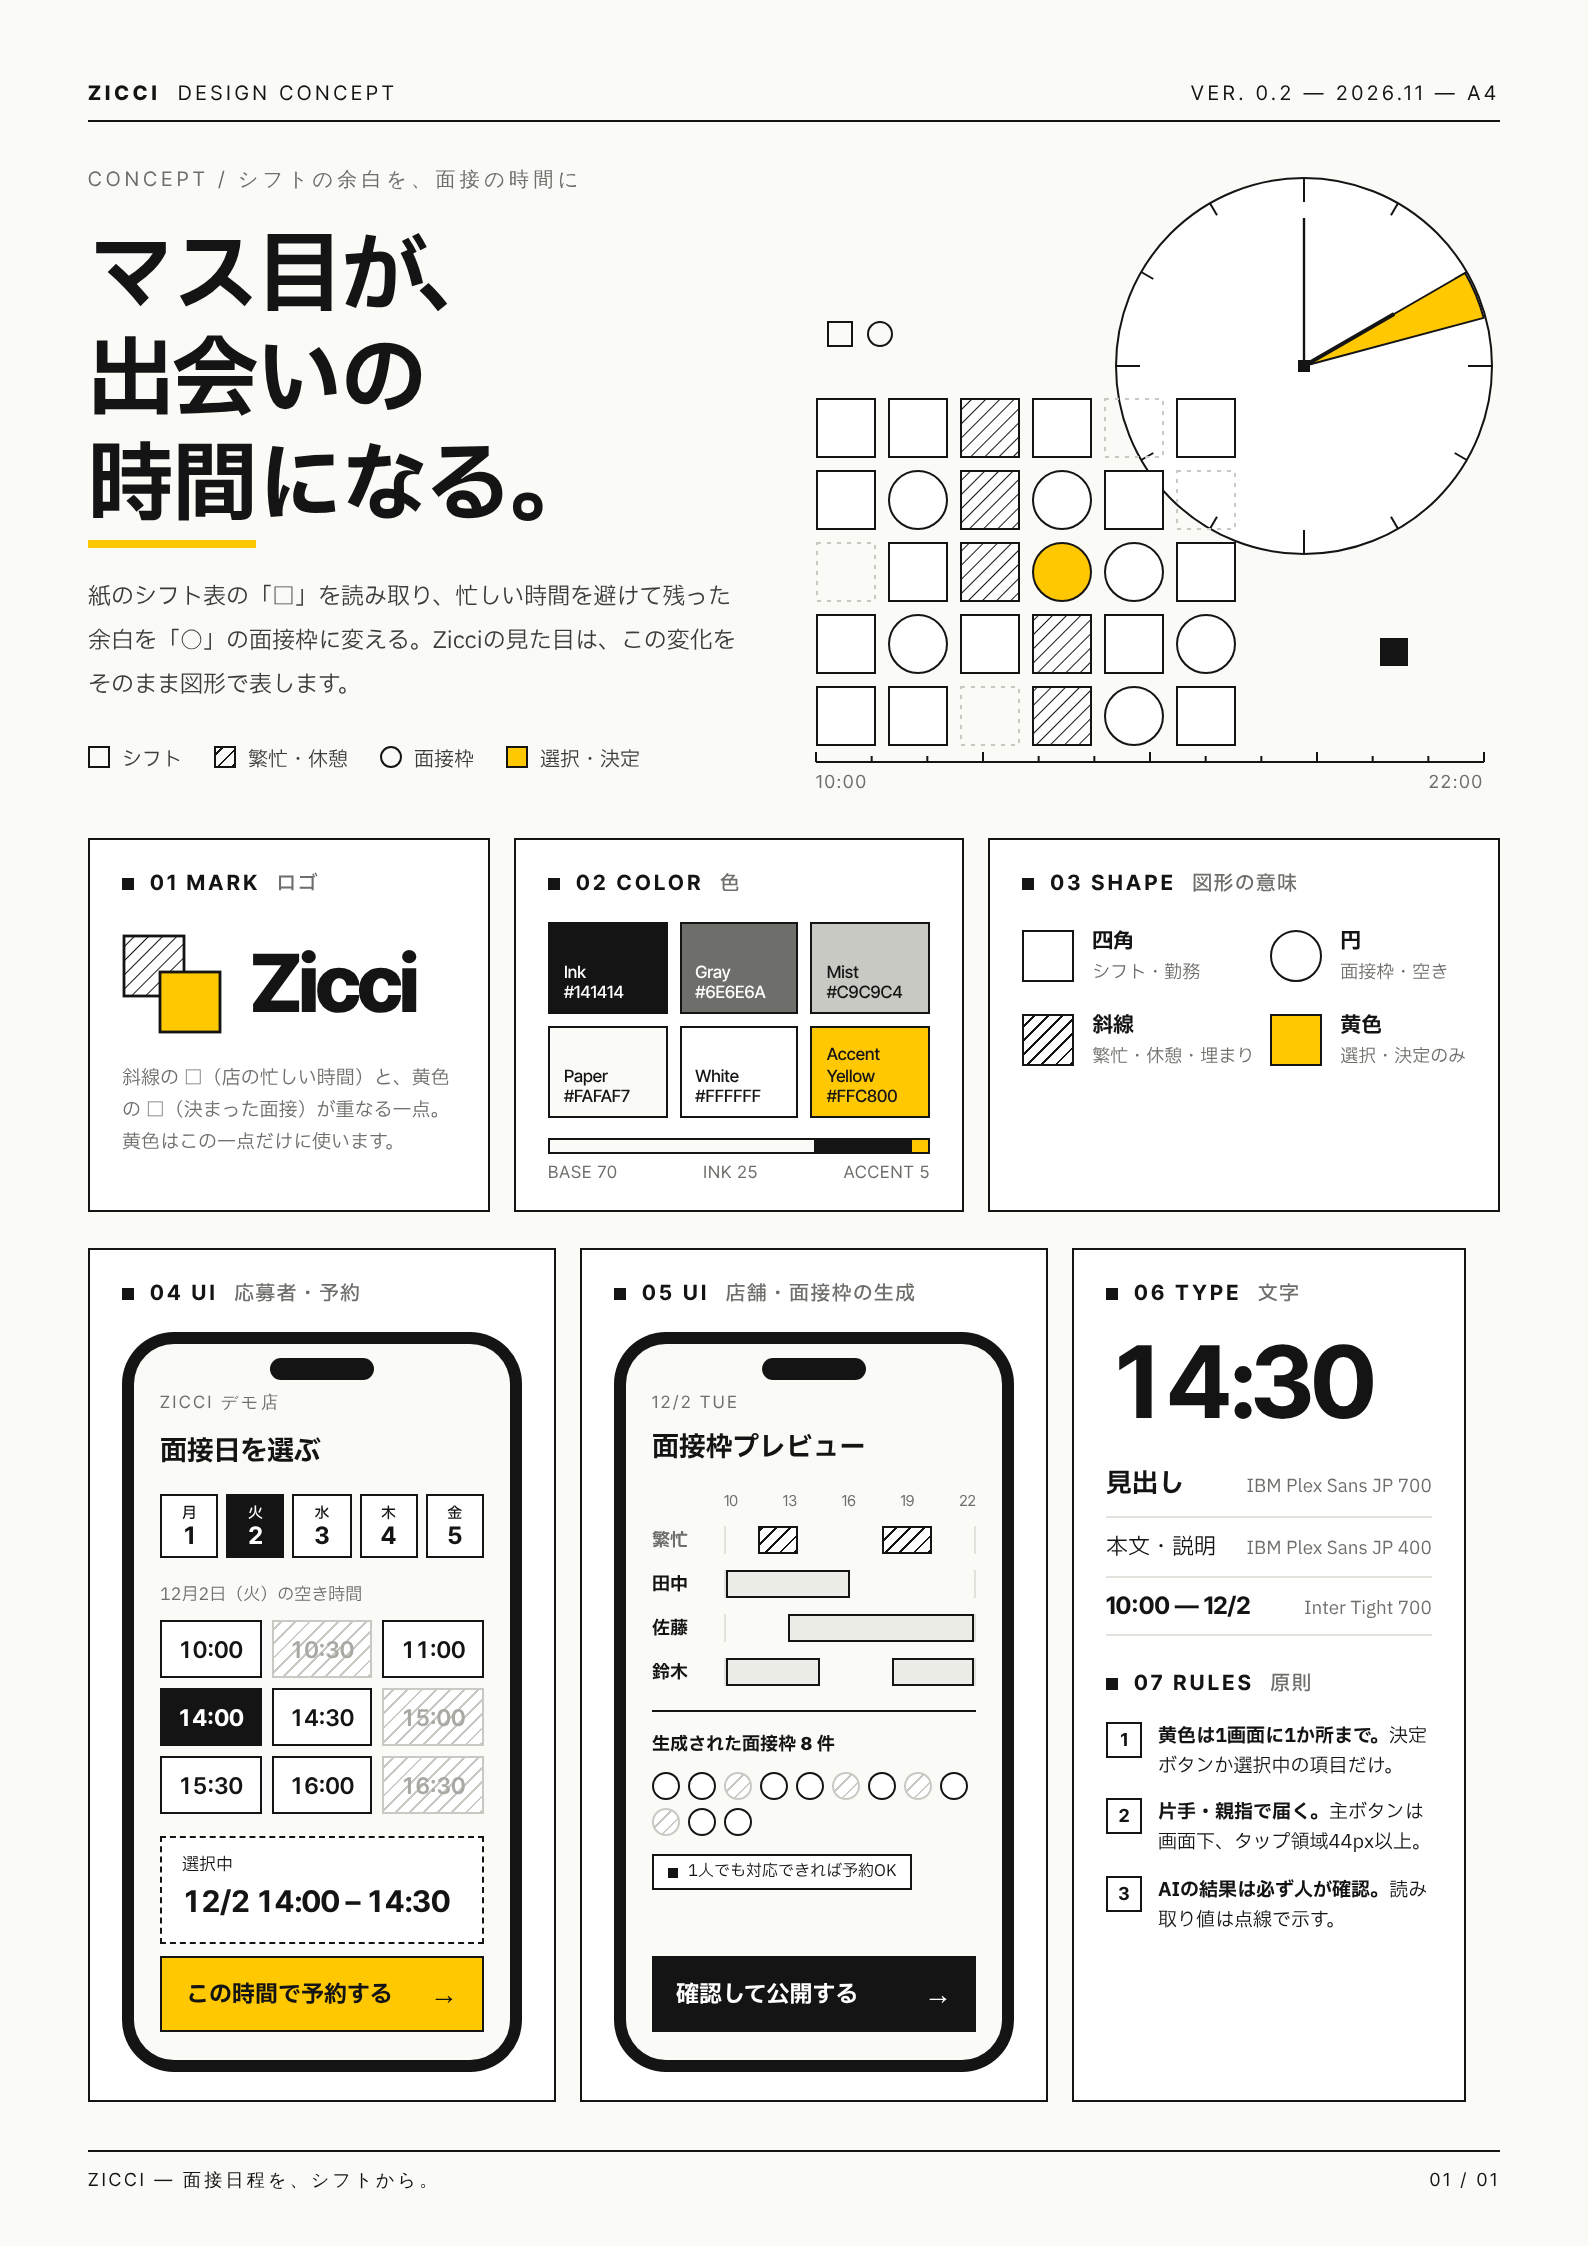 ZICCI DESIGN CONCEPT
VER. 0.2 — 2026.11 — A4
CONCEPT / シフトの余白を、面接の時間に
マス目が、
出会いの
時間になる。
紙のシフト表の「□」を読み取り、忙しい時間を避けて残った
余白を「○」の面接枠に変える。Zicciの見た目は、この変化を
そのまま図形で表します。
シフト 繁忙・休憩 面接枠 選択・決定
10:00 22:00
01 MARK ロゴ
Zicci
斜線の □（店の忙しい時間）と、黄色
の □（決まった面接）が重なる一点。
黄色はこの一点だけに使います。
02 COLOR 色
Ink
#141414
Gray
#6E6E6A
Mist
#C9C9C4
Paper
#FAFAF7
White
#FFFFFF
Accent
Yellow
#FFC800
BASE 70 INK 25 ACCENT 5
03 SHAPE 図形の意味
四角
シフト・勤務
円
面接枠・空き
斜線
繁忙・休憩・埋まり
黄色
選択・決定のみ
04 UI 応募者・予約
ZICCI デモ店
面接日を選ぶ
月 火 水 木 金
1 2 3 4 5
12月2日（火）の空き時間
10:00 10:30 11:00
14:00 14:30 15:00
15:30 16:00 16:30
選択中
12/2 14:00 – 14:30
この時間で予約する →
05 UI 店舗・面接枠の生成
12/2 TUE
面接枠プレビュー
10 13 16 19 22
繁忙
田中
佐藤
鈴木
生成された面接枠 8 件
1人でも対応できれば予約OK
確認して公開する →
06 TYPE 文字
14:30
見出し IBM Plex Sans JP 700
本文・説明 IBM Plex Sans JP 400
10:00 — 12/2 Inter Tight 700
07 RULES 原則
1 黄色は1画面に1か所まで。決定
ボタンか選択中の項目だけ。
2 片手・親指で届く。主ボタンは
画面下、タップ領域44px以上。
3 AIの結果は必ず人が確認。読み
取り値は点線で示す。
ZICCI — 面接日程を、シフトから。
01 / 01